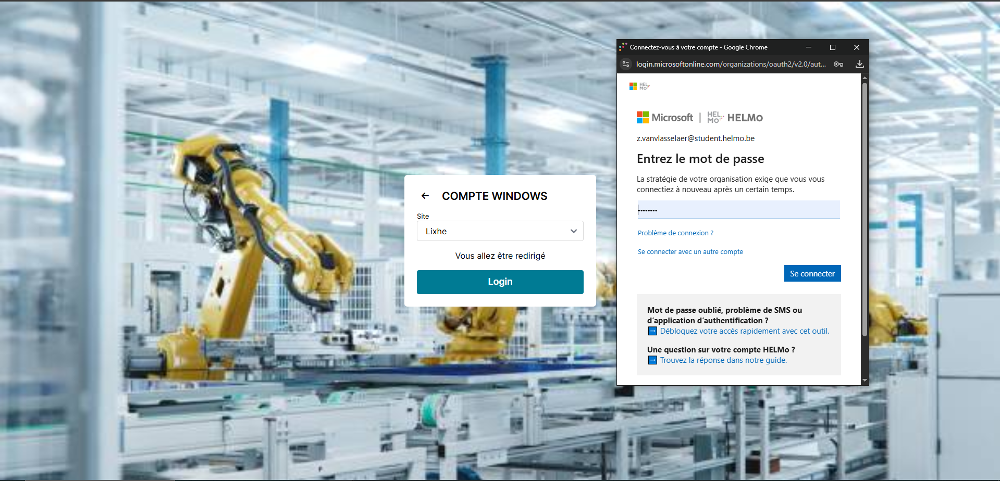 COMPTE WINDOWS
Site
Lixhe
Vous allez être redirigé
Login
Connectez-vous à votre compte - Google Chrome
login.microsoftonline.com/organizations/oauth2/v2.0/aut...
HEL
Mo
Microsoft | HEL Mo HELMo
z.vanvlasselaer@student.helmo.be
Entrez le mot de passe
La stratégie de votre organisation exige que vous vous
connectiez à nouveau après un certain temps.
••••••••
Problème de connexion ?
Se connecter avec un autre compte
Se connecter
Mot de passe oublié, problème de SMS ou
d’application d’authentification ?
Débloquez votre accès rapidement avec cet outil.
Une question sur votre compte HELMo ?
Trouvez la réponse dans notre guide.